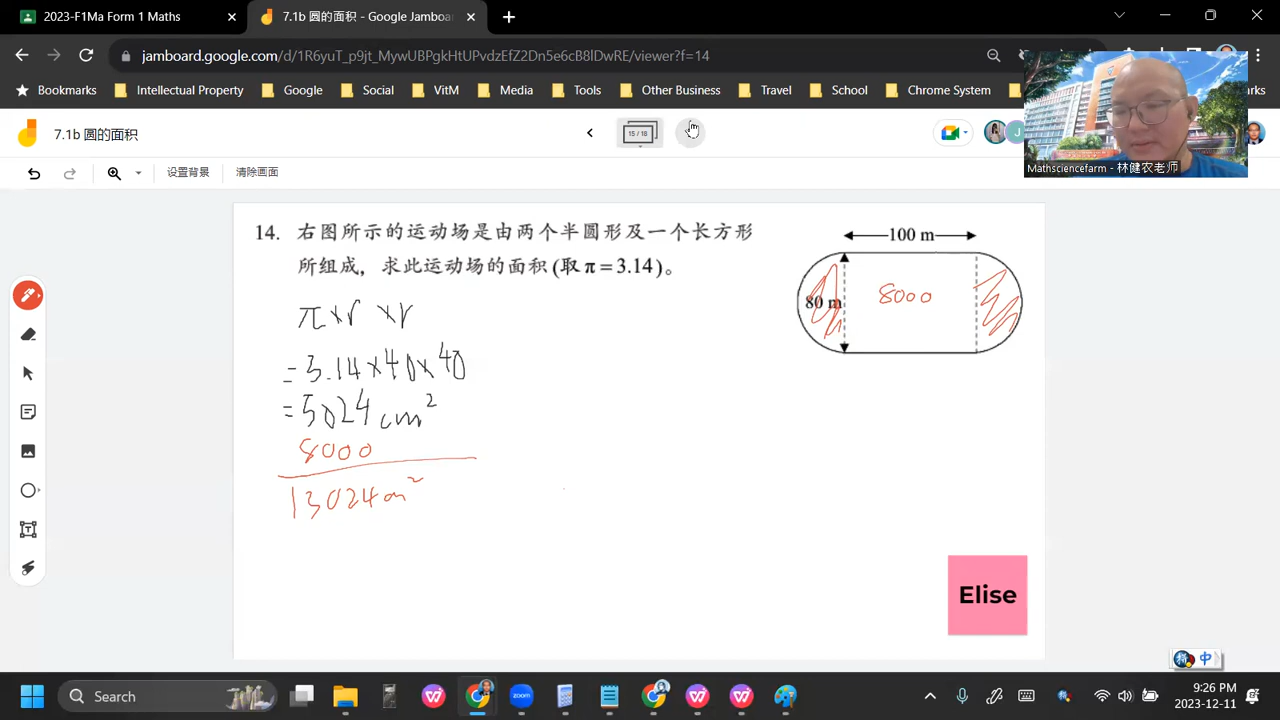 2023-F1Ma Form 1 Maths
7.1b 圆的面积 - Google Jamboard
jamboard.google.com/d/1R6yuT_p9jt_MywUBPgkHtUPvdzEfZ2Dn5e6cB8lDwRE/viewer?f=14
Bookmarks Intellectual Property Google Social VitM Media Tools Other Business Travel School Chrome System
7.1b 圆的面积
15 / 18
J
Mathsciencefarm - 林健农老师
设置背景 清除画面
14. 右图所示的运动场是由两个半圆形及一个长方形
所组成，求此运动场的面积(取 π = 3.14)。
100 m
80 m
8000
π×r ×r
=3.14×40×40
=5024cm²
8000
13024m²
Elise
中
Search
9:26 PM
2023-12-11